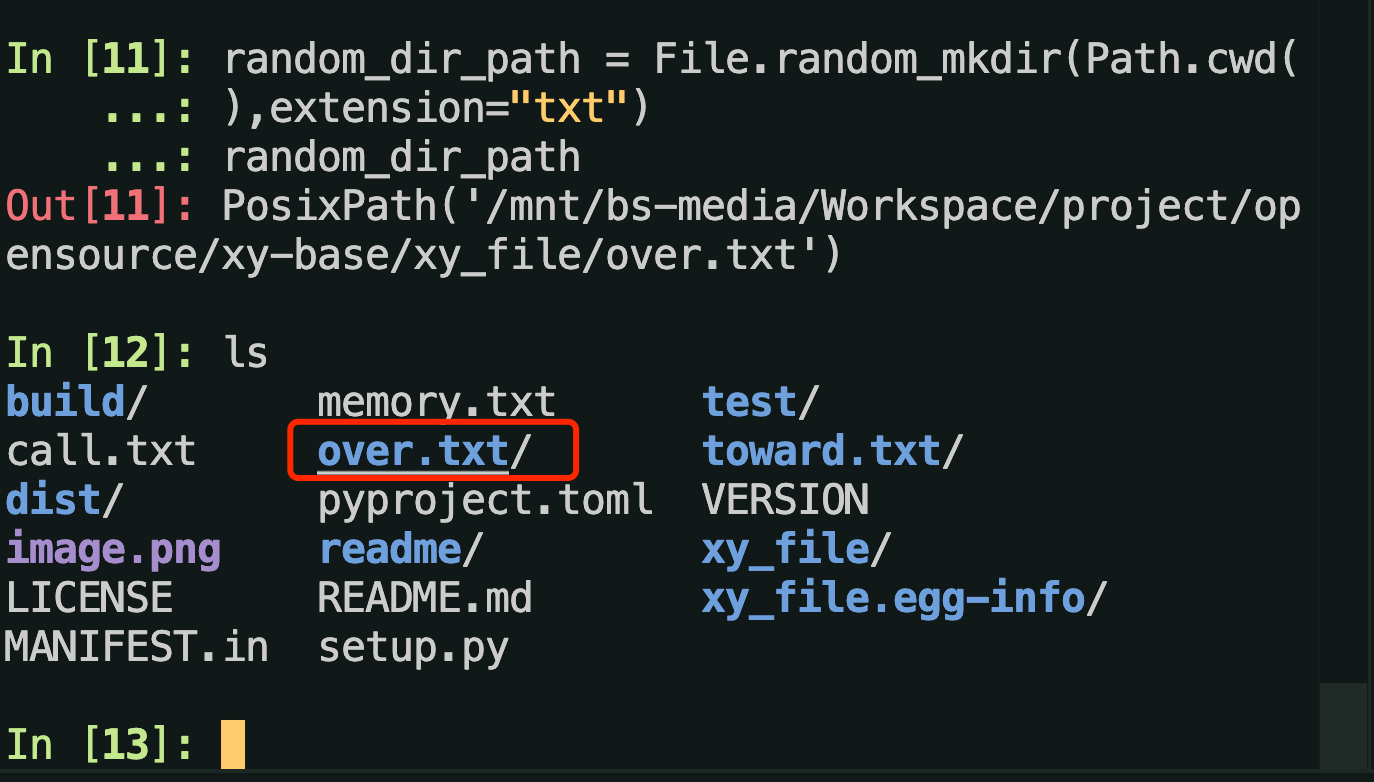 In [11]: random_dir_path = File.random_mkdir(Path.cwd(
    ...: ),extension="txt")
    ...: random_dir_path
Out[11]: PosixPath('/mnt/bs-media/Workspace/project/op
ensource/xy-base/xy_file/over.txt')
In [12]: ls
build/       memory.txt      test/
call.txt     over.txt/       toward.txt/
dist/        pyproject.toml  VERSION
image.png    readme/         xy_file/
LICENSE      README.md       xy_file.egg-info/
MANIFEST.in  setup.py
In [13]: